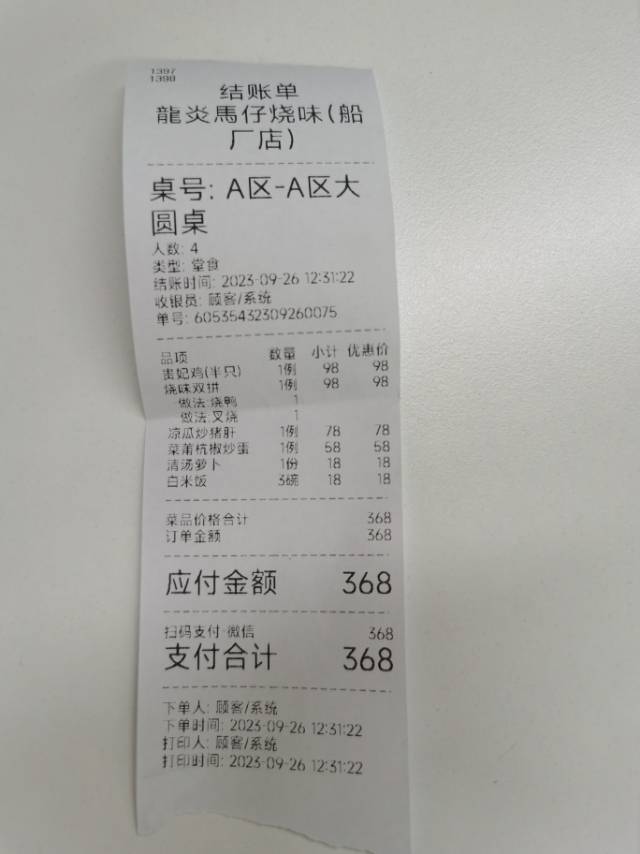 1397
1398
结账单
龍炎馬仔烧味(船
厂店)
桌号: A区-A区大
圆桌
人数: 4
类型: 堂食
结账时间: 2023-09-26 12:31:22
收银员: 顾客/系统
单号: 60535432309260075
品项 数量 小计 优惠价
贵妃鸡(半只) 1例 98 98
烧味双拼 1例 98 98
-做法:烧鸭 1
做法:叉烧 1
凉瓜炒猪肝 1例 78 78
菜莆杭椒炒蛋 1例 58 58
清汤萝卜 1份 18 18
白米饭 3磅 18 18
菜品价格合计 368
订单金额 368
应付金额 368
扫码支付-微信 368
支付合计 368
下单人: 顾客/系统
下单时间: 2023-09-26 12:31:22
打印人: 顾客/系统
打印时间: 2023-09-26 12:31:22